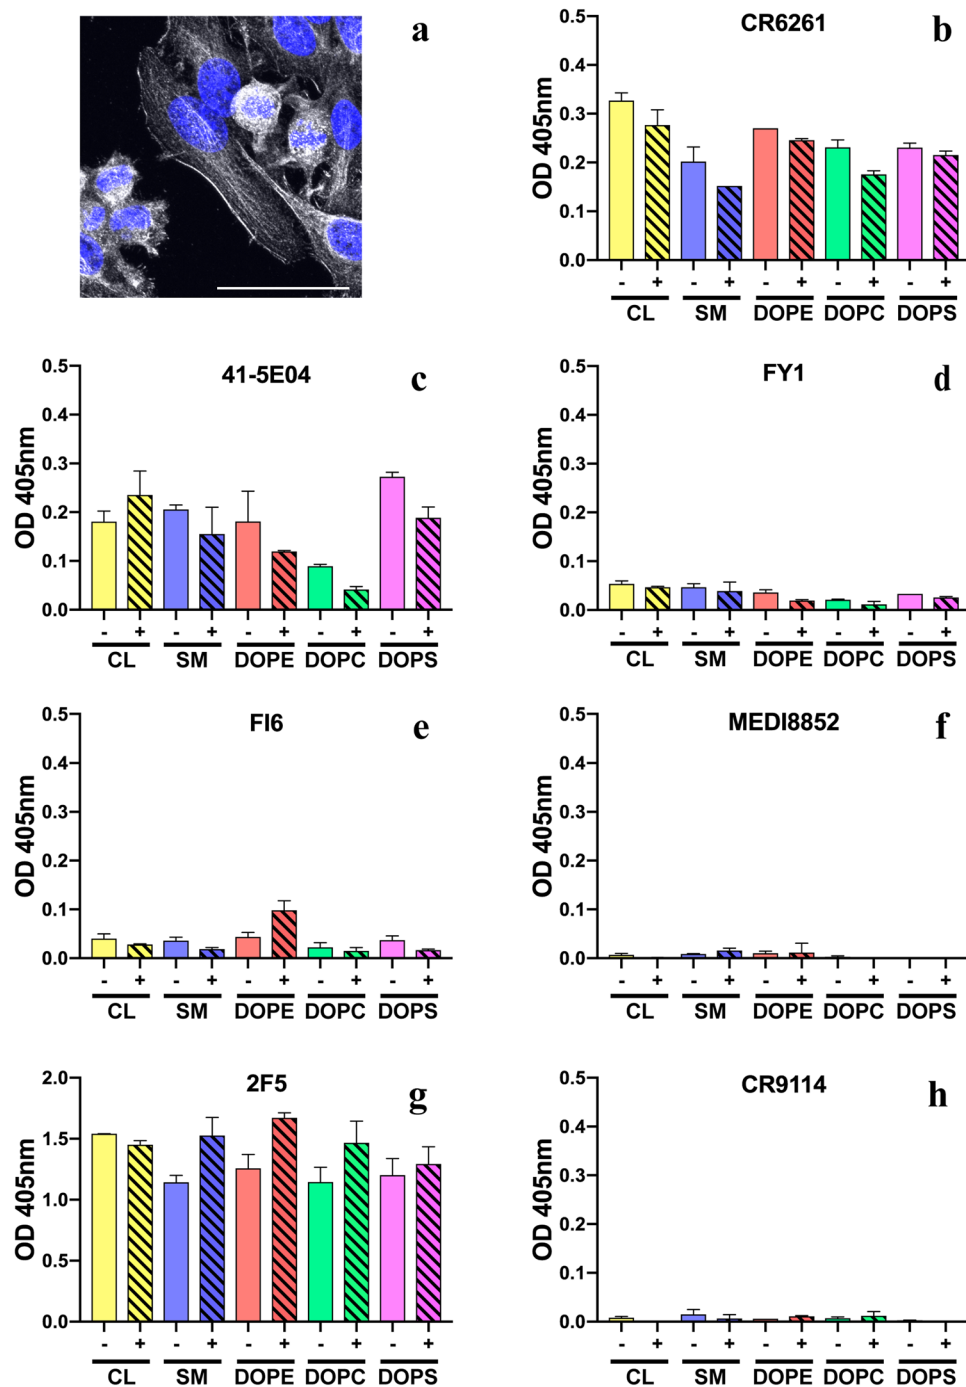 a
CR6261
b
OD 405nm
0.5
0.4
0.3
0.2
0.1
0.0
- + - + - + - + - +
CL SM DOPE DOPC DOPS
41-5E04
c
OD 405nm
0.5
0.4
0.3
0.2
0.1
0.0
- + - + - + - + - +
CL SM DOPE DOPC DOPS
FY1
d
OD 405nm
0.5
0.4
0.3
0.2
0.1
0.0
- + - + - + - + - +
CL SM DOPE DOPC DOPS
FI6
e
OD 405nm
0.5
0.4
0.3
0.2
0.1
0.0
- + - + - + - + - +
CL SM DOPE DOPC DOPS
MEDI8852
f
OD 405nm
0.5
0.4
0.3
0.2
0.1
0.0
- + - + - + - + - +
CL SM DOPE DOPC DOPS
2F5
g
OD 405nm
2.0
1.5
1.0
0.5
0.0
- + - + - + - + - +
CL SM DOPE DOPC DOPS
CR9114
h
OD 405nm
0.5
0.4
0.3
0.2
0.1
0.0
- + - + - + - + - +
CL SM DOPE DOPC DOPS